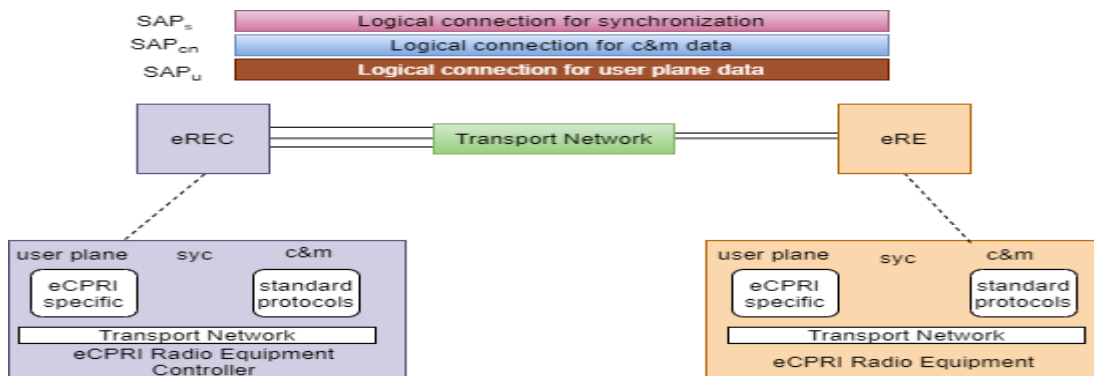 SAPs Logical connection for synchronization
SAPcn Logical connection for c&m data
SAPu Logical connection for user plane data
eREC Transport Network eRE
user plane syc c&m
eCPRI specific
standard protocols
Transport Network
eCPRI Radio Equipment
Controller
user plane syc c&m
eCPRI specific
standard protocols
Transport Network
eCPRI Radio Equipment